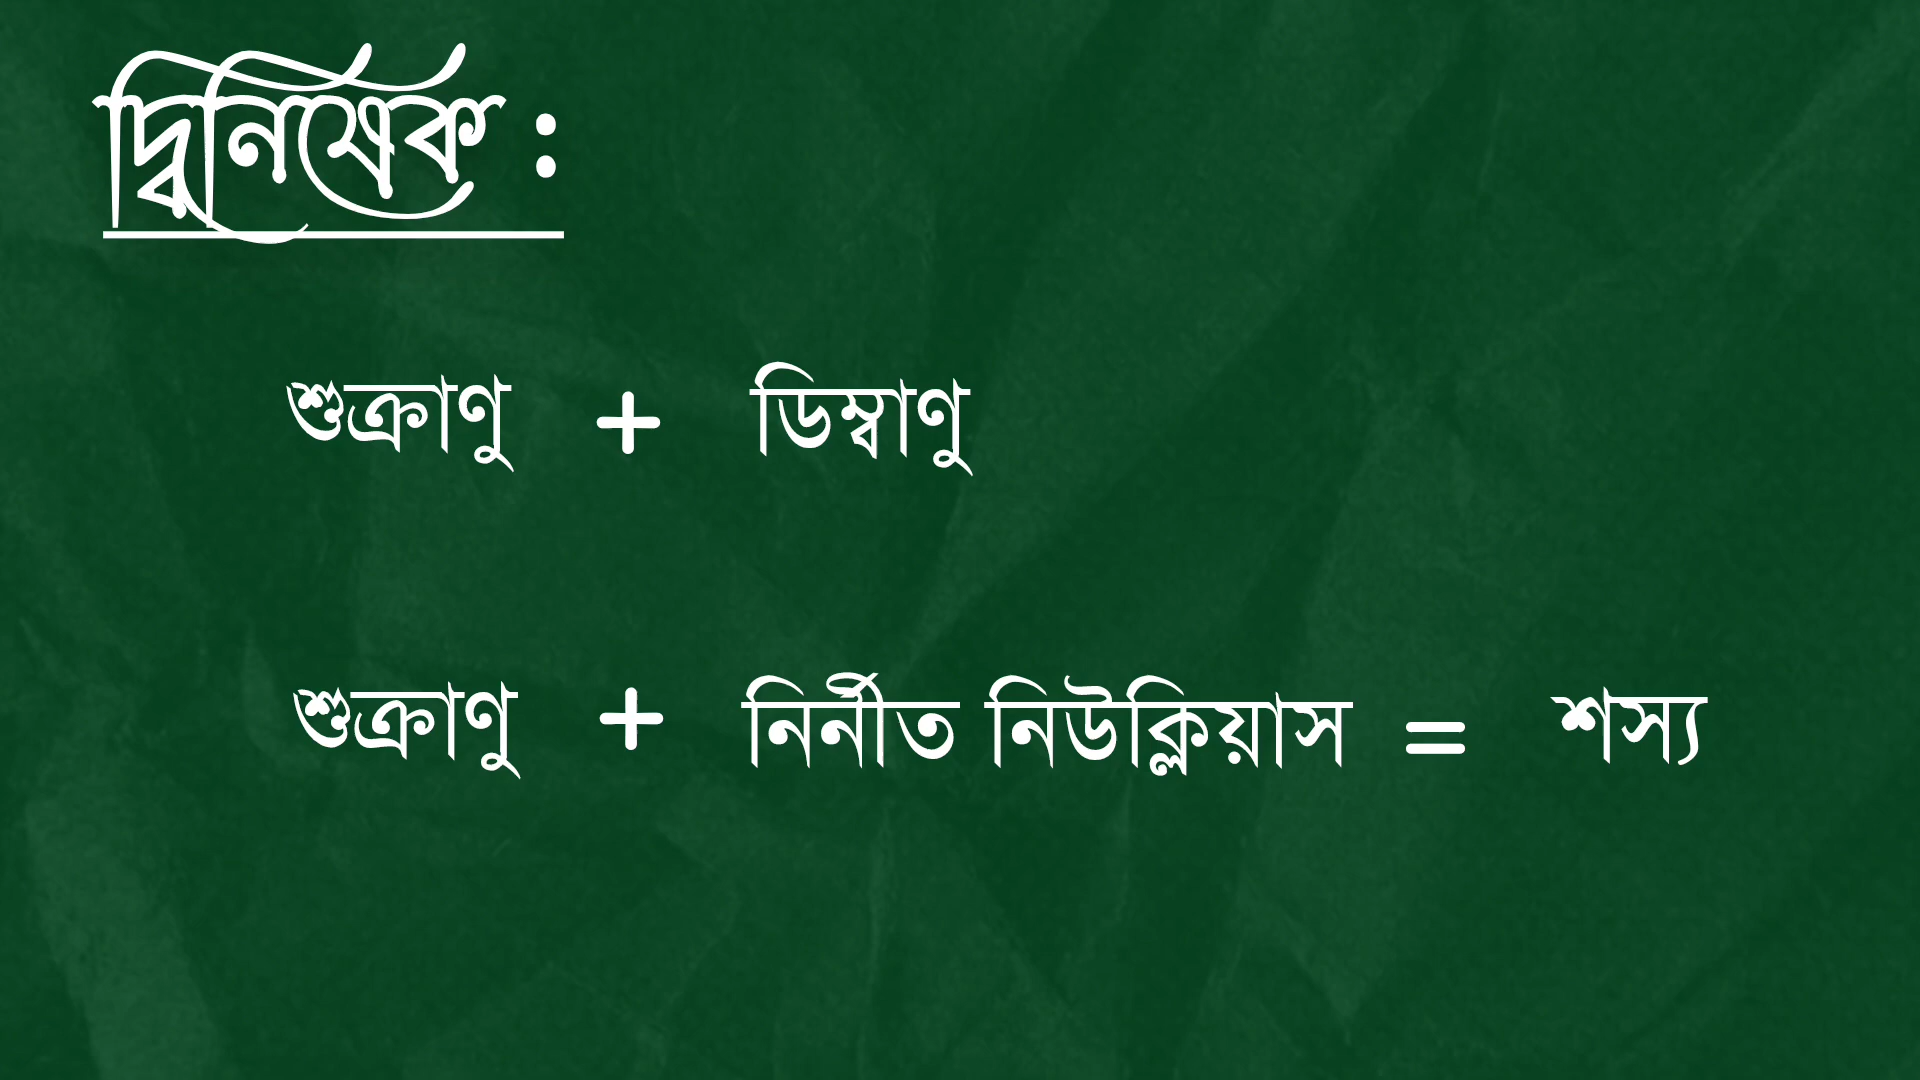 দ্বিনিষেক :
শুক্রাণু + ডিম্বাণু
শুক্রাণু + নির্নীত নিউক্লিয়াস = শস্য